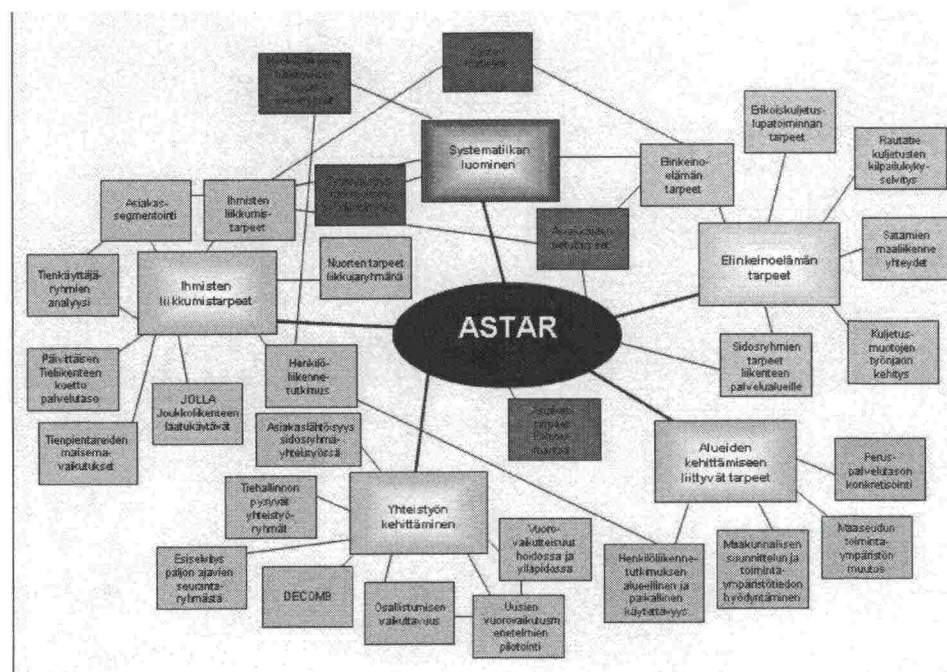 Systematiikan
luominen
Erikoiskuljetus-
lupatoiminnan
tarpeet
Elinkeino-
elämän
tarpeet
Rautatie
kuljetusten
kilpailukyky-
selvitys
Asiakas-
segmentointi
Ihmisten
liikkumis-
tarpeet
Tienkäyttäjä-
ryhmien
analyysi
Ihmisten
liikkumistarpeet
Nuorten tarpeet
liikkujaryhmänä
Elinkeinoelämän
tarpeet
Satamien
maaliikenne
yhteydet
ASTAR
Päivittäisen
Tieliikenteen
koettu
palvelutaso
JOLLA
Joukkoliikenteen
laatukäytävät
Henkilö-
liikenne-
tutkimus
Sidosryhmien
tarpeet
liikenteen
palvelualueille
Kuljetus-
muotojen
työnjaon
kehitys
Tienpientareiden
maisema-
vaikutukset
Asiakaslähtöisyys
sidosryhmä-
yhteistyössä
Alueiden
kehittämiseen
liittyvät tarpeet
Perus-
palvelutason
konkretisointi
Tiehallinnon
pysyvät
yhteistyö-
ryhmät
Yhteistyön
kehittäminen
Vuoro-
vaikutteisuus
hoidossa ja
ylläpidossa
Maaseudun
toiminta-
ympäristön
muutos
Esiselvitys
paljon ajavien
seuranta-
ryhmästä
DECOMB
Osallistumisen
vaikuttavuus
Uusien
vuorovaikutusm
enetelmien
pilotointi
Henkilöliikenne-
tutkimuksen
alueellinen ja
paikallinen
käytettävyys
Maakunnallisen
suunnittelun ja
toiminta-
ympäristötiedon
hyödyntäminen